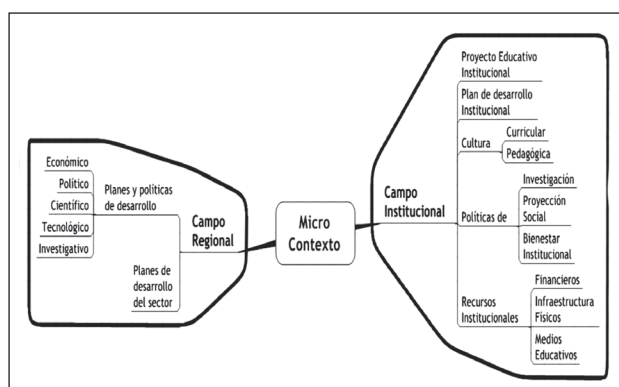 Económico
Político
Científico
Tecnológico
Investigativo
Planes y políticas
de desarrollo
Planes de
desarrollo
del sector
Campo
Regional
Micro
Contexto
Campo
Institucional
Proyecto Educativo
Institucional
Plan de desarrollo
Institucional
Cultura
Curricular
Pedagógica
Políticas de
Investigación
Proyección
Social
Bienestar
Institucional
Recursos
Institucionales
Financieros
Infraestructura
Físicos
Medios
Educativos